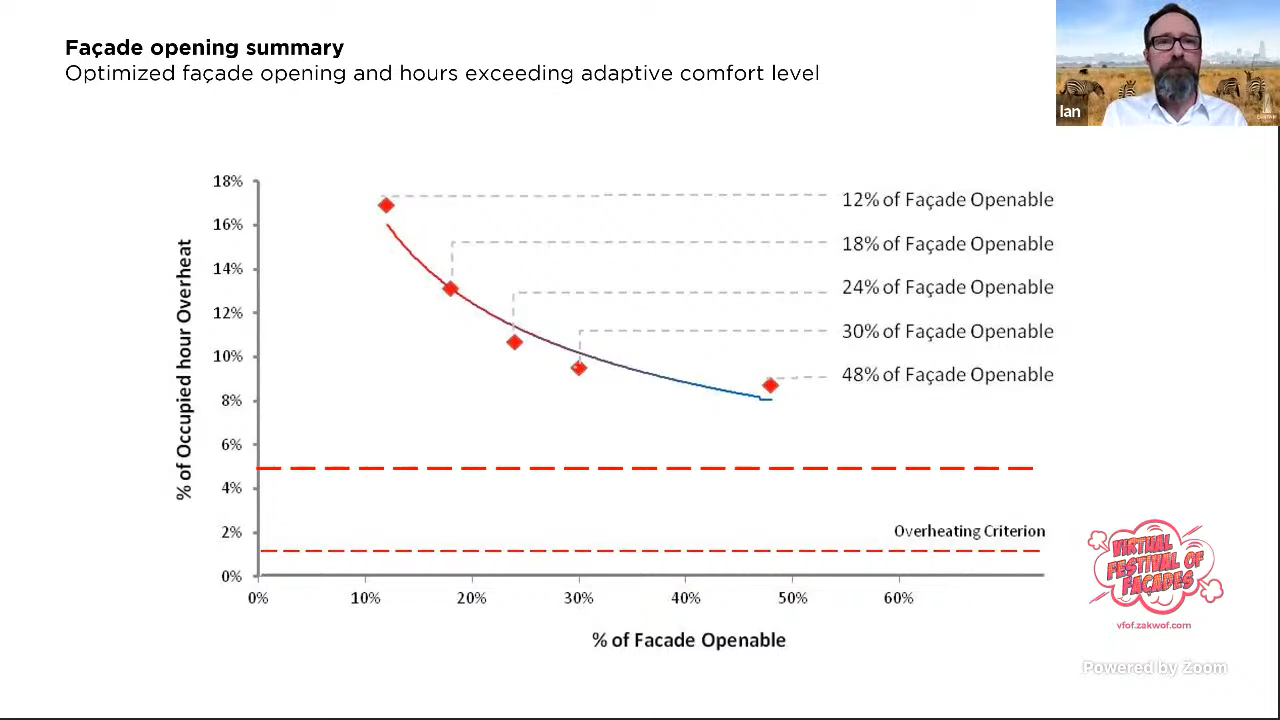 Façade opening summary
Optimized façade opening and hours exceeding adaptive comfort level
Ian
% of Occupied hour Overheat
18%
16%
14%
12%
10%
8%
6%
4%
2%
0%
12% of Façade Openable
18% of Façade Openable
24% of Façade Openable
30% of Façade Openable
48% of Façade Openable
Overheating Criterion
0% 10% 20% 30% 40% 50% 60%
% of Facade Openable
VIRTUAL
FESTIVAL OF
FAÇADES
vfof.zakwof.com
Powered by Zoom